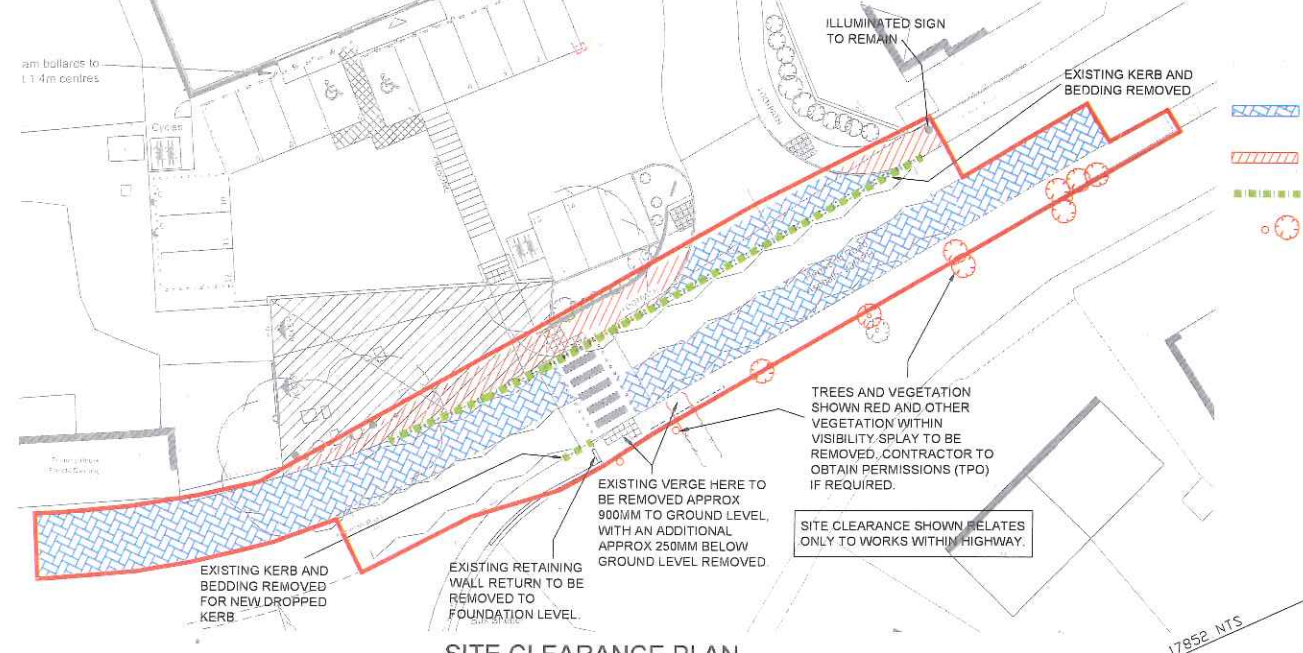 ILLUMINATED SIGN
TO REMAIN
am bollards to
t 1.4m centres
EXISTING KERB AND
BEDDING REMOVED
Cycles
TREES AND VEGETATION
SHOWN RED AND OTHER
VEGETATION WITHIN
VISIBILITY SPLAY TO BE
REMOVED, CONTRACTOR TO
OBTAIN PERMISSIONS (TPO)
IF REQUIRED.
EXISTING VERGE HERE TO
BE REMOVED APPROX
900MM TO GROUND LEVEL,
WITH AN ADDITIONAL
APPROX 250MM BELOW
GROUND LEVEL REMOVED.
SITE CLEARANCE SHOWN RELATES
ONLY TO WORKS WITHIN HIGHWAY.
EXISTING KERB AND
BEDDING REMOVED
FOR NEW DROPPED
KERB.
EXISTING RETAINING
WALL RETURN TO BE
REMOVED TO
FOUNDATION LEVEL.
SITE CLEARANCE PLAN
17852 NTS